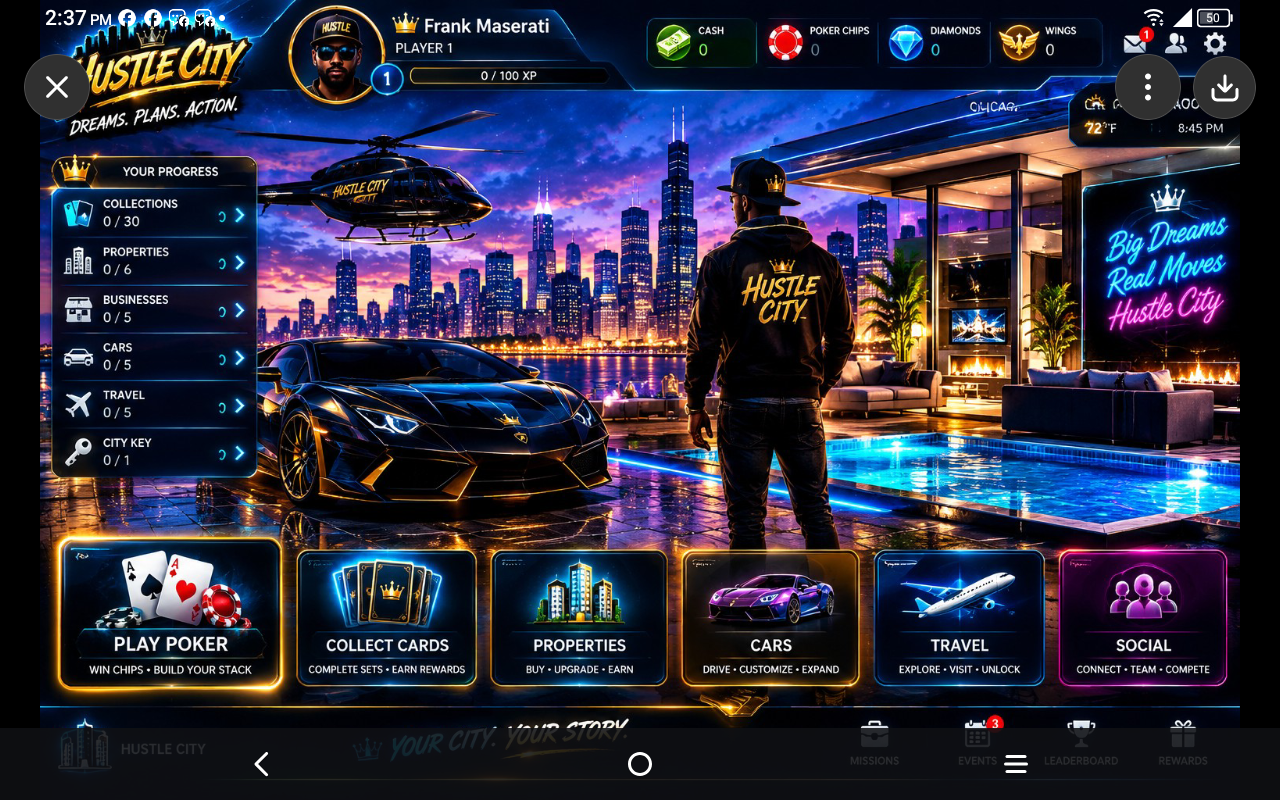 2:37 PM
50
HUSTLE CITY
DREAMS. PLANS. ACTION.
HUSTLE
1
Frank Maserati
PLAYER 1
0 / 100 XP
CASH
0
POKER CHIPS
0
DIAMONDS
0
WINGS
0
1
72°F
8:45 PM
YOUR PROGRESS
COLLECTIONS
0 / 30
PROPERTIES
0 / 6
BUSINESSES
0 / 5
CARS
0 / 5
TRAVEL
0 / 5
CITY KEY
0 / 1
HUSTLE CITY
HUSTLE
CITY
Big Dreams
Real Moves
Hustle City
A
A
PLAY POKER
WIN CHIPS • BUILD YOUR STACK
COLLECT CARDS
COMPLETE SETS • EARN REWARDS
PROPERTIES
BUY • UPGRADE • EARN
CARS
DRIVE • CUSTOMIZE • EXPAND
TRAVEL
EXPLORE • VISIT • UNLOCK
SOCIAL
CONNECT • TEAM • COMPETE
HUSTLE CITY
YOUR CITY. YOUR STORY.
MISSIONS
3
EVENTS
LEADERBOARD
REWARDS